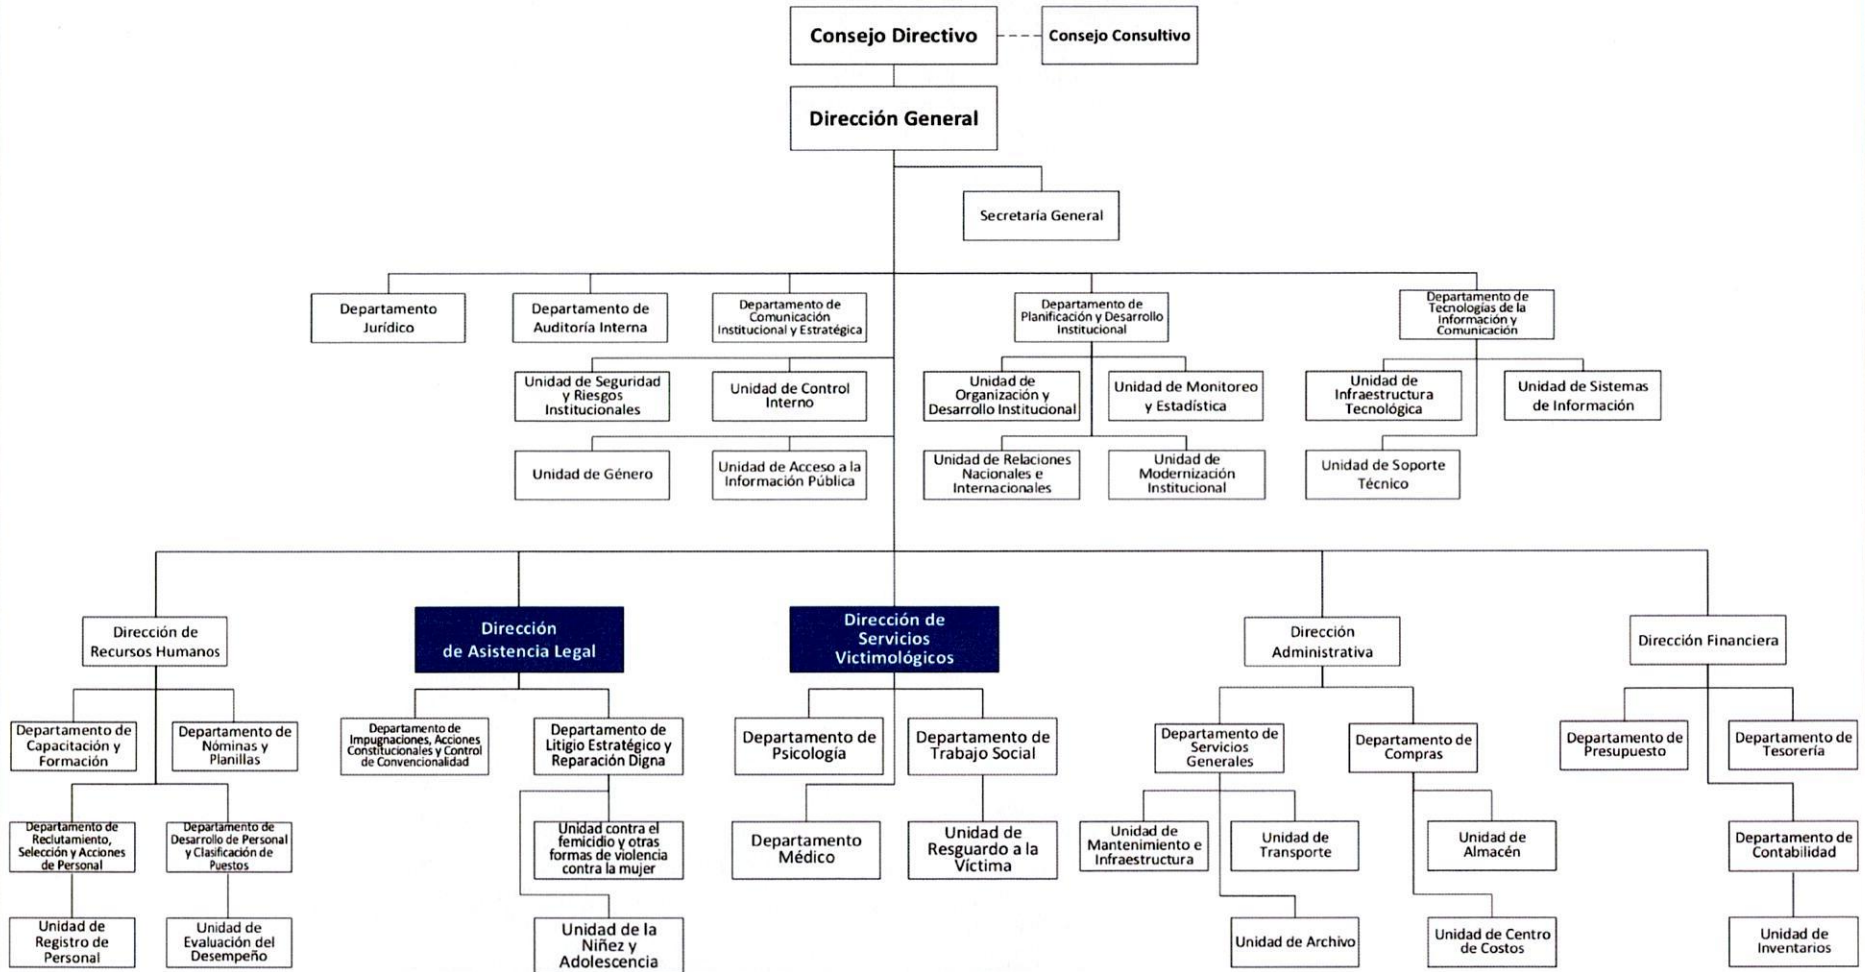 Consejo Directivo
Consejo Consultivo
Dirección General
Secretaría General
Departamento
Jurídico
Departamento de
Auditoría Interna
Departamento de
Comunicación
Institucional y Estratégica
Departamento de
Planificación y Desarrollo
Institucional
Departamento de
Tecnologías de la
Información y
Comunicación
Unidad de Seguridad
y Riesgos
Institucionales
Unidad de Control
Interno
Unidad de
Organización y
Desarrollo Institucional
Unidad de Monitoreo
y Estadística
Unidad de
Infraestructura
Tecnológica
Unidad de Sistemas
de Información
Unidad de Género
Unidad de Acceso a la
Información Pública
Unidad de Relaciones
Nacionales e
Internacionales
Unidad de
Modernización
Institucional
Unidad de Soporte
Técnico
Dirección de
Recursos Humanos
Dirección
de Asistencia Legal
Dirección de
Servicios
Victimológicos
Dirección
Administrativa
Dirección Financiera
Departamento de
Capacitación y
Formación
Departamento de
Nóminas y
Planillas
Departamento de
Impugnaciones, Acciones
Constitucionales y Control
de Convencionalidad
Departamento de
Litigio Estratégico y
Reparación Digna
Departamento de
Psicología
Departamento de
Trabajo Social
Departamento de
Servicios
Generales
Departamento de
Compras
Departamento de
Presupuesto
Departamento de
Tesorería
Departamento de
Reclutamiento,
Selección y Acciones
de Personal
Departamento de
Desarrollo de Personal
y Clasificación de
Puestos
Unidad contra el
femicidio y otras
formas de violencia
contra la mujer
Departamento
Médico
Unidad de
Resguardo a la
Víctima
Unidad de
Mantenimiento e
Infraestructura
Unidad de
Transporte
Unidad de
Almacén
Departamento de
Contabilidad
Unidad de
Registro de
Personal
Unidad de
Evaluación del
Desempeño
Unidad de la
Niñez y
Adolescencia
Unidad de Archivo
Unidad de Centro
de Costos
Unidad de
Inventarios